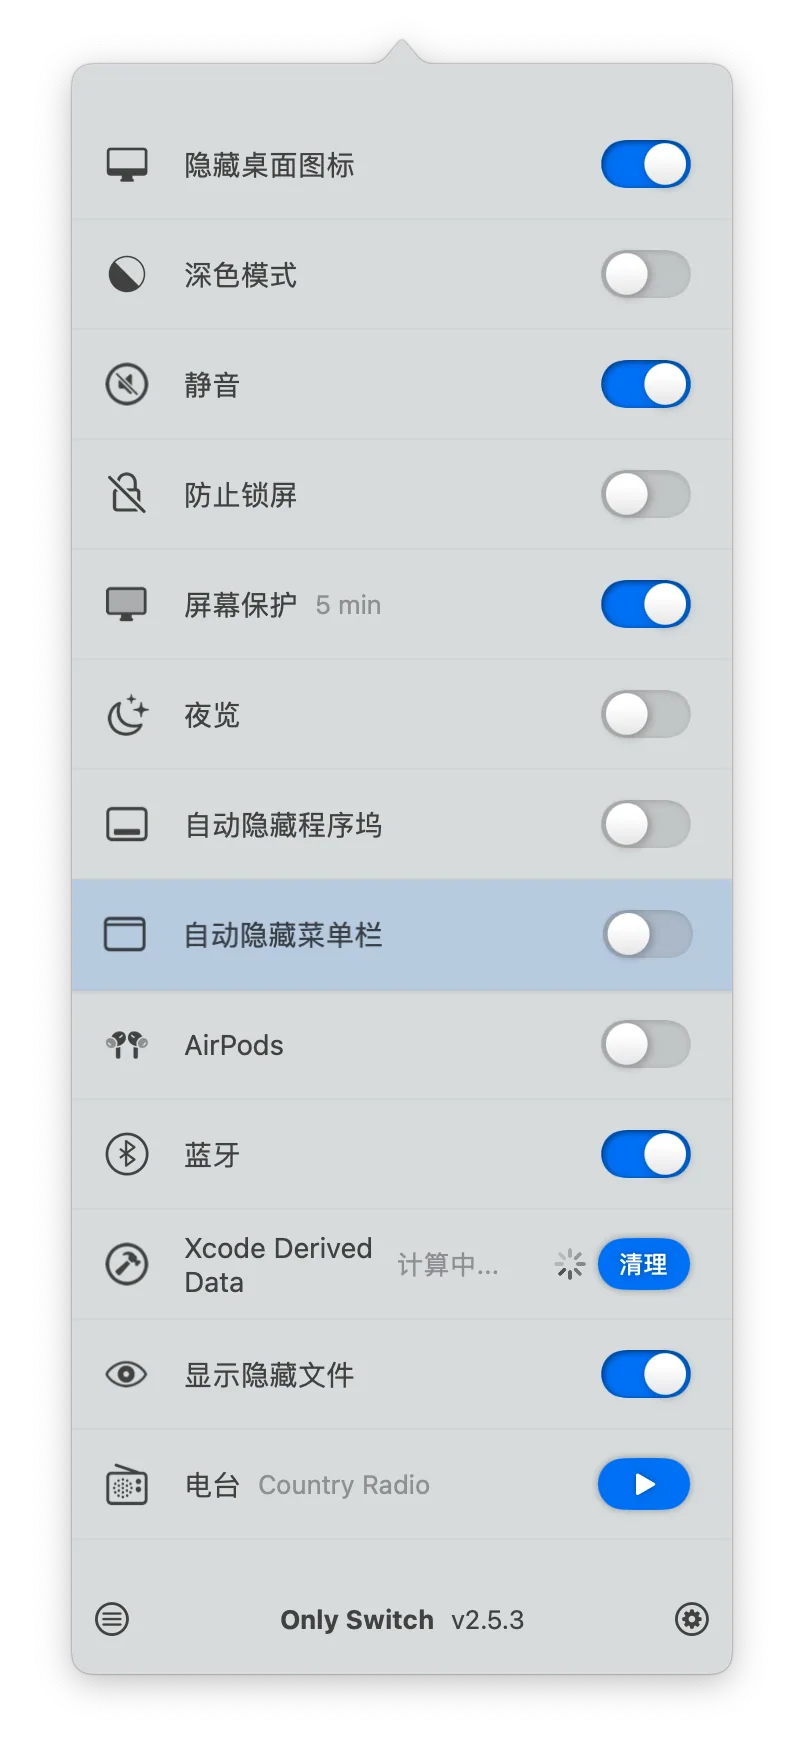 隐藏桌面图标
深色模式
静音
防止锁屏
屏幕保护 5 min
夜览
自动隐藏程序坞
自动隐藏菜单栏
AirPods
蓝牙
Xcode Derived
Data
计算中...
清理
显示隐藏文件
电台 Country Radio
Only Switch v2.5.3